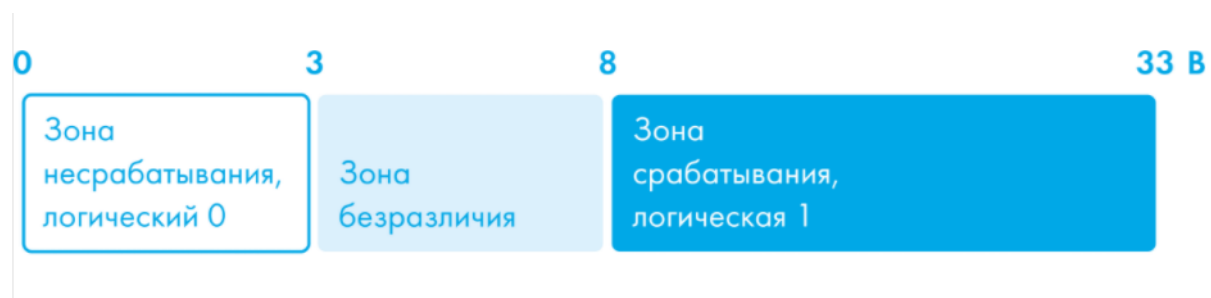 0 3 8 33 В
Зона
несрабатывания,
логический 0
Зона
безразличия
Зона
срабатывания,
логическая 1